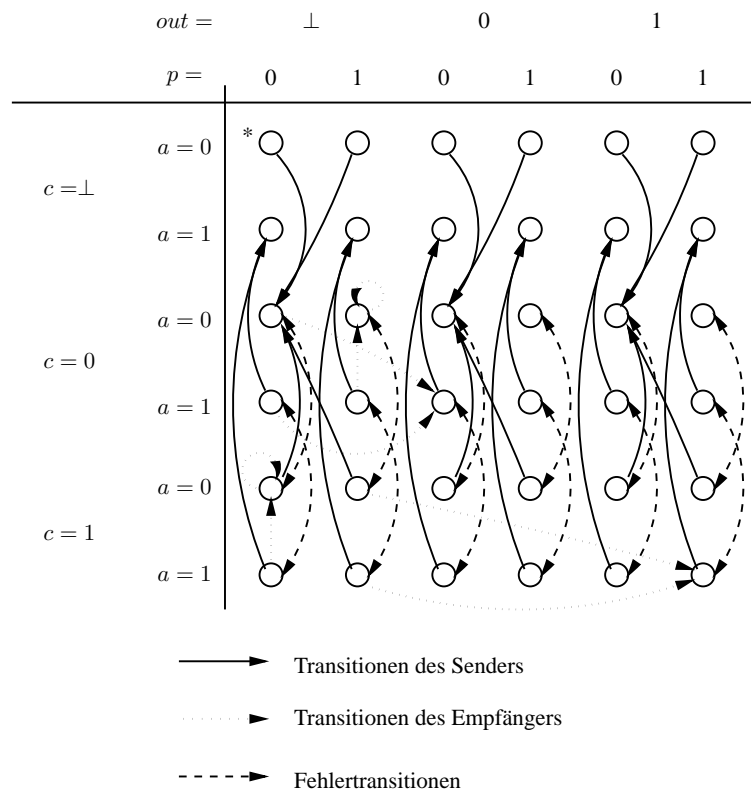 out = ⊥ 0 1
p = 0 1 0 1 0 1
* a = 0
c =⊥
a = 1
a = 0
c = 0
a = 1
a = 0
c = 1
a = 1
Transitionen des Senders
Transitionen des Empfängers
Fehlertransitionen